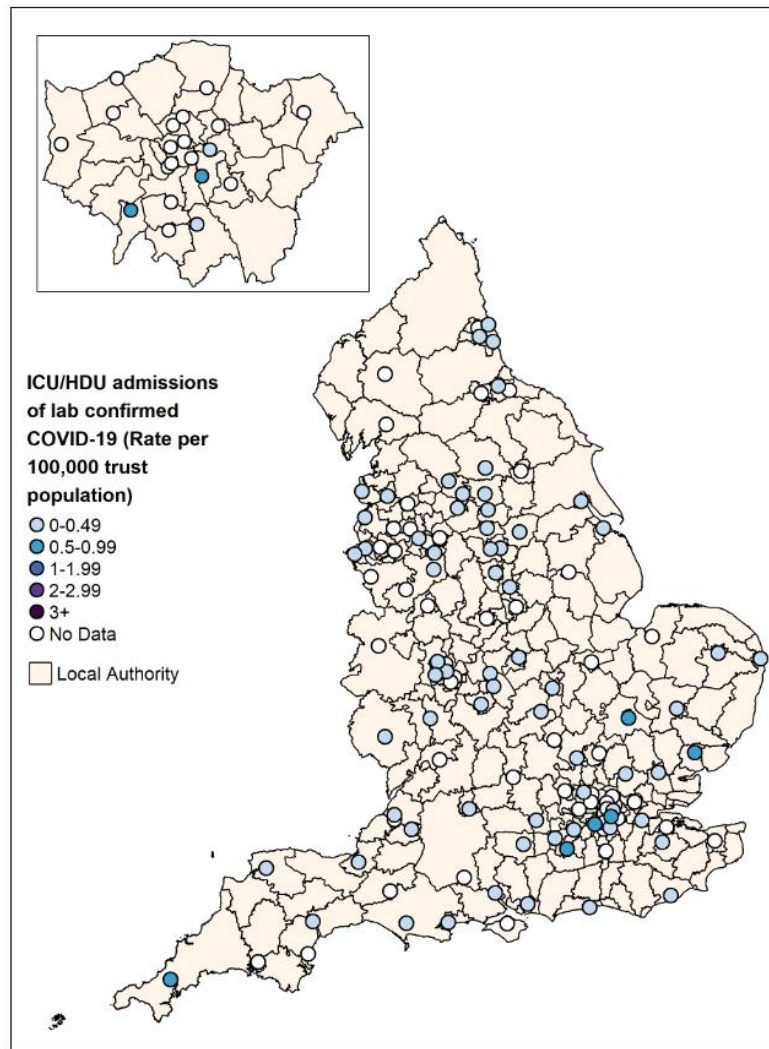 ICU/HDU admissions
of lab confirmed
COVID-19 (Rate per
100,000 trust
population)
0-0.49
0.5-0.99
1-1.99
2-2.99
3+
No Data
Local Authority